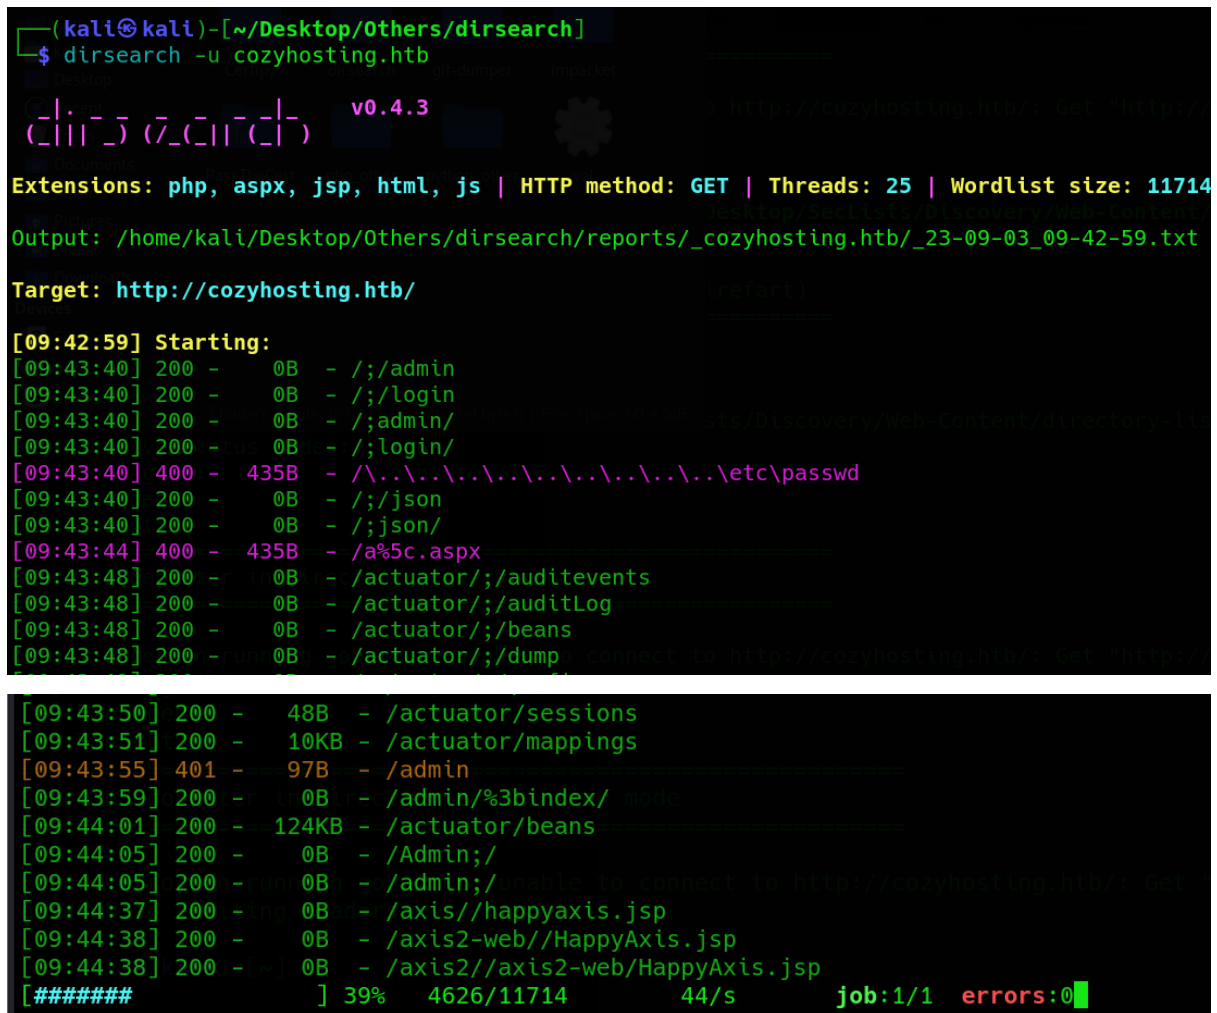 ┌──(kali㉿kali)-[~/Desktop/Others/dirsearch]
└─$ dirsearch -u cozyhosting.htb
  _|. _ _  _  _  _ _|_    v0.4.3
 (_||| _) (/_(_|| (_| )
Extensions: php, aspx, jsp, html, js | HTTP method: GET | Threads: 25 | Wordlist size: 11714
Output: /home/kali/Desktop/Others/dirsearch/reports/_cozyhosting.htb/_23-09-03_09-42-59.txt
Target: http://cozyhosting.htb/
[09:42:59] Starting:
[09:43:40] 200 -    0B  - /;/admin
[09:43:40] 200 -    0B  - /;/login
[09:43:40] 200 -    0B  - /;admin/
[09:43:40] 200 -    0B  - /;login/
[09:43:40] 400 -  435B  - /\..\..\..\..\..\..\..\..\..\etc\passwd
[09:43:40] 200 -    0B  - /;/json
[09:43:40] 200 -    0B  - /;json/
[09:43:44] 400 -  435B  - /a%5c.aspx
[09:43:48] 200 -    0B  - /actuator/;/auditevents
[09:43:48] 200 -    0B  - /actuator/;/auditLog
[09:43:48] 200 -    0B  - /actuator/;/beans
[09:43:48] 200 -    0B  - /actuator/;/dump
[09:43:50] 200 -   48B  - /actuator/sessions
[09:43:51] 200 -   10KB - /actuator/mappings
[09:43:55] 401 -   97B  - /admin
[09:43:59] 200 -    0B  - /admin/%3bindex/
[09:44:01] 200 -  124KB - /actuator/beans
[09:44:05] 200 -    0B  - /Admin;/
[09:44:05] 200 -    0B  - /admin;/
[09:44:37] 200 -    0B  - /axis//happyaxis.jsp
[09:44:38] 200 -    0B  - /axis2-web//HappyAxis.jsp
[09:44:38] 200 -    0B  - /axis2//axis2-web/HappyAxis.jsp
[#######             ] 39%   4626/11714        44/s       job:1/1  errors:0